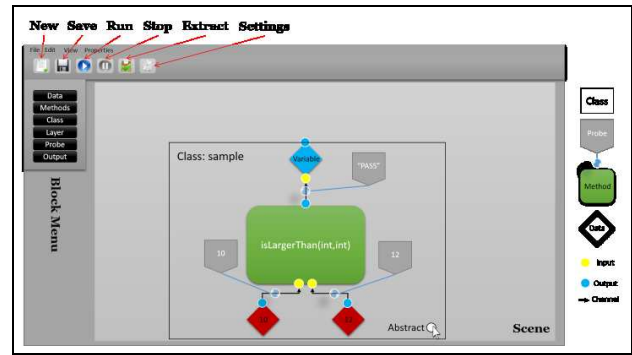 New Save Run Stop Extract Settings
File Edit View Properties
Data
Methods
Class
Layer
Probe
Output
Block Menu
Class: sample
Variable
"PASS"
isLargerThan(int,int)
10
12
Abstract
Scene
Class
Probe
Method
Data
Input
Output
Channel